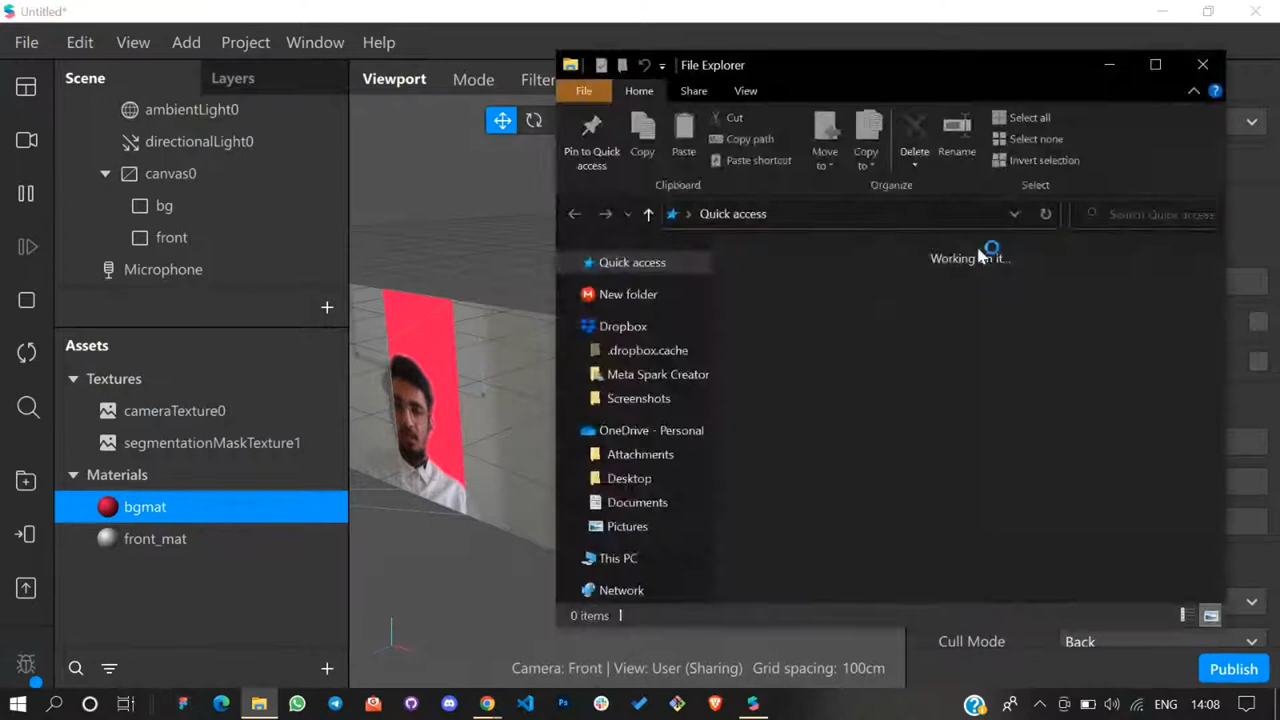 Untitled*
File Edit View Add Project Window Help
Scene Layers
ambientLight0
directionalLight0
canvas0
bg
front
Microphone
Assets
Textures
cameraTexture0
segmentationMaskTexture1
Materials
bgmat
front_mat
Viewport Mode Filter
File Explorer
File Home Share View
Pin to Quick access
Copy
Paste
Cut
Copy path
Paste shortcut
Clipboard
Move to
Copy to
Delete
Rename
Organize
Select all
Select none
Invert selection
Select
Quick access
Search Quick access
Quick access
New folder
Dropbox
.dropbox.cache
Meta Spark Creator
Screenshots
OneDrive - Personal
Attachments
Desktop
Documents
Pictures
This PC
Network
Working on it...
0 items
Cull Mode Back
Camera: Front | View: User (Sharing) Grid spacing: 100cm
Publish
ENG 14:08